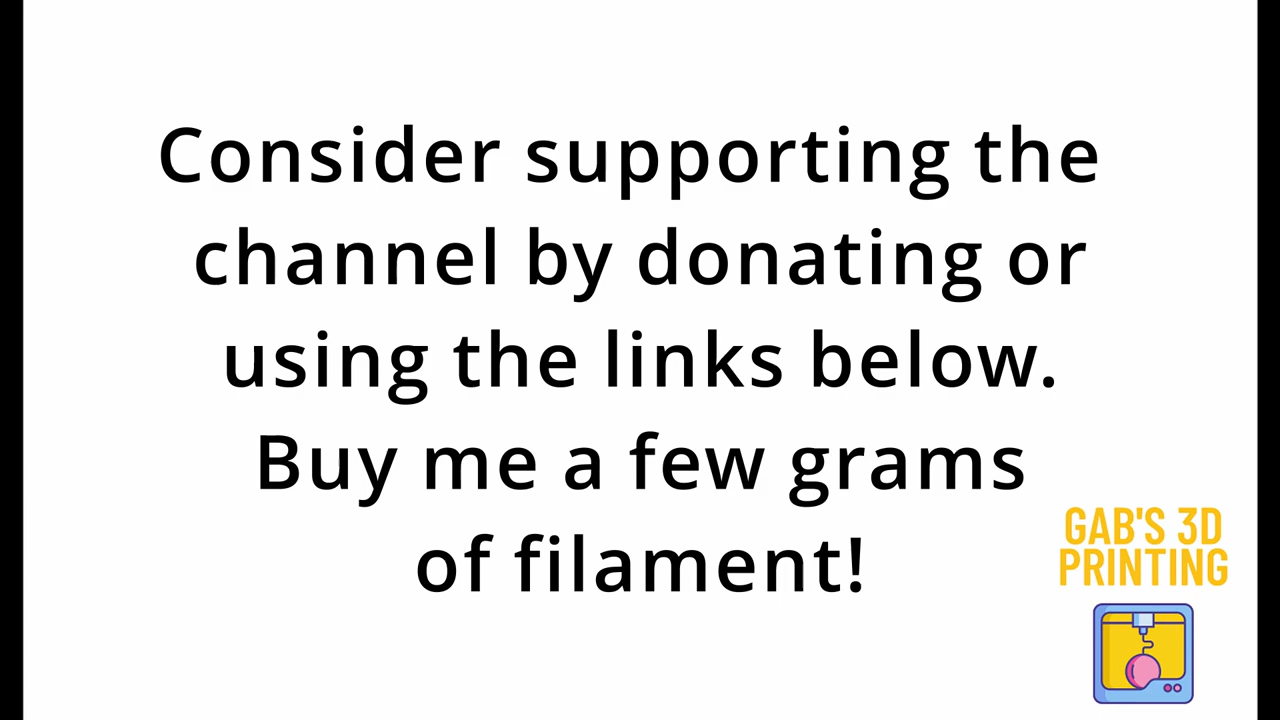 Consider supporting the
channel by donating or
using the links below.
Buy me a few grams
of filament!
GAB'S 3D
PRINTING